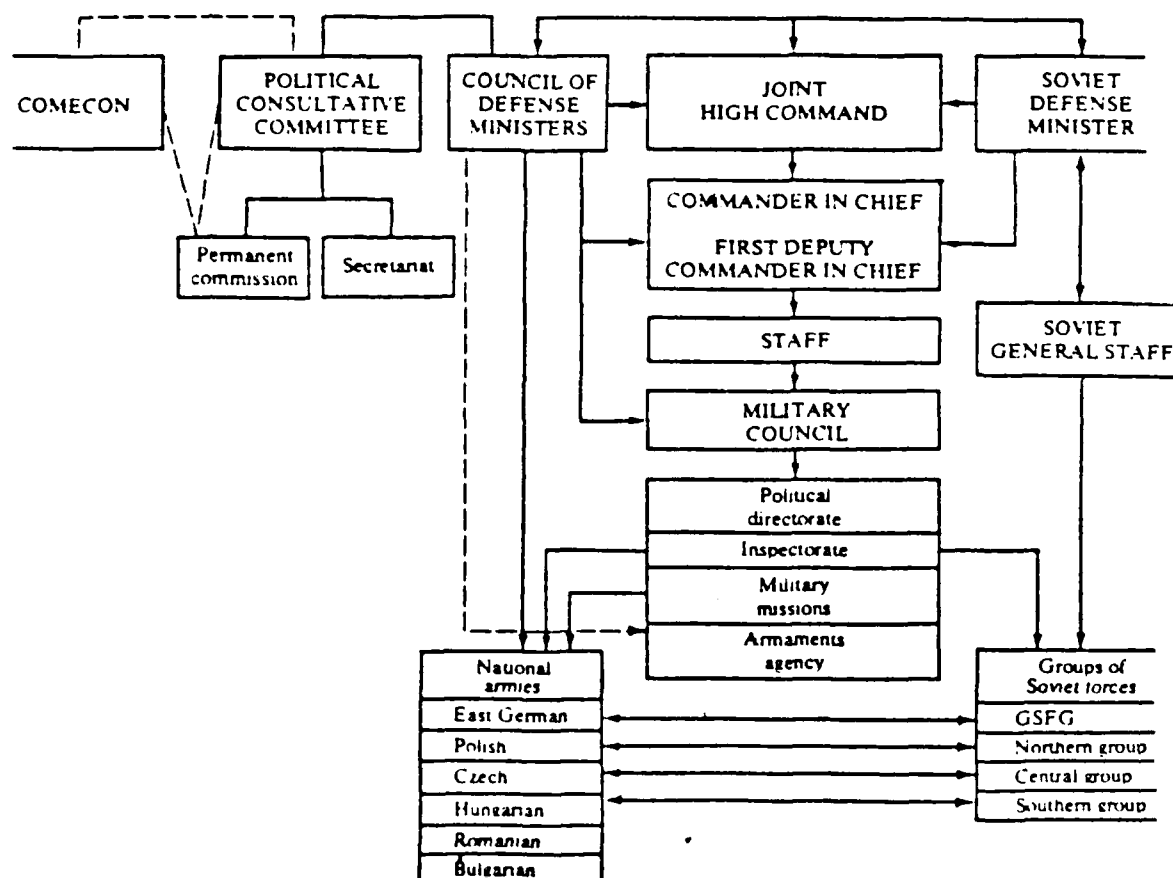 COMECON
POLITICAL
CONSULTATIVE
COMMITTEE
COUNCIL OF
DEFENSE
MINISTERS
JOINT
HIGH COMMAND
SOVIET
DEFENSE
MINISTER
Permanent
commission
Secretariat
COMMANDER IN CHIEF
FIRST DEPUTY
COMMANDER IN CHIEF
STAFF
SOVIET
GENERAL STAFF
MILITARY
COUNCIL
Political
directorate
Inspectorate
Military
missions
Armaments
agency
National
armies
East German
Polish
Czech
Hungarian
Romanian
Bulgarian
Groups of
Soviet forces
GSFG
Northern group
Central group
Southern group